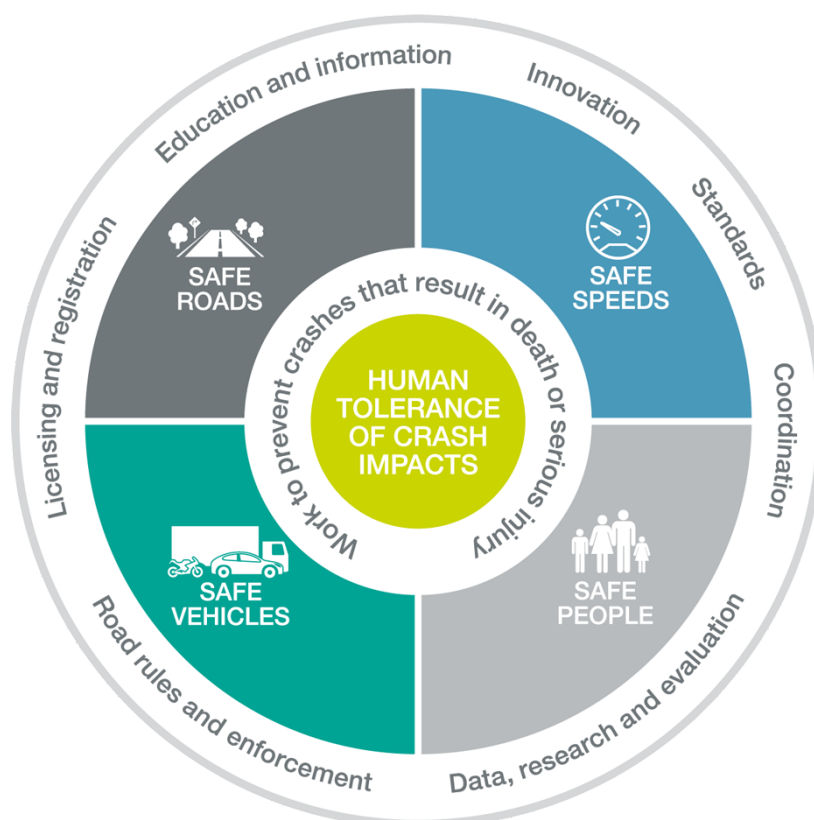 Education and information
Innovation
Standards
Coordination
Data, research and evaluation
Road rules and enforcement
Licensing and registration
SAFE
ROADS
SAFE
SPEEDS
SAFE
PEOPLE
SAFE
VEHICLES
Work to prevent crashes that result in death or serious injury
HUMAN
TOLERANCE
OF CRASH
IMPACTS